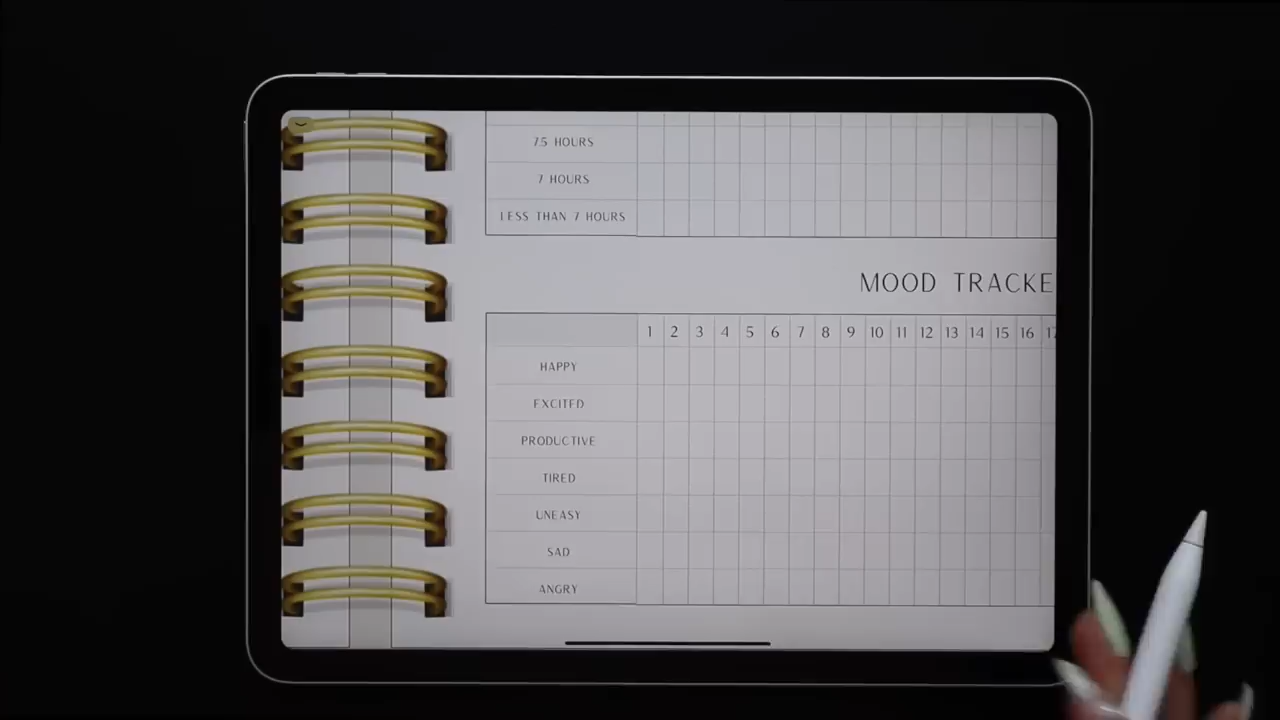 7.5 HOURS
7 HOURS
LESS THAN 7 HOURS
MOOD TRACKE
1 2 3 4 5 6 7 8 9 10 11 12 13 14 15 16 17
HAPPY
EXCITED
PRODUCTIVE
TIRED
UNEASY
SAD
ANGRY